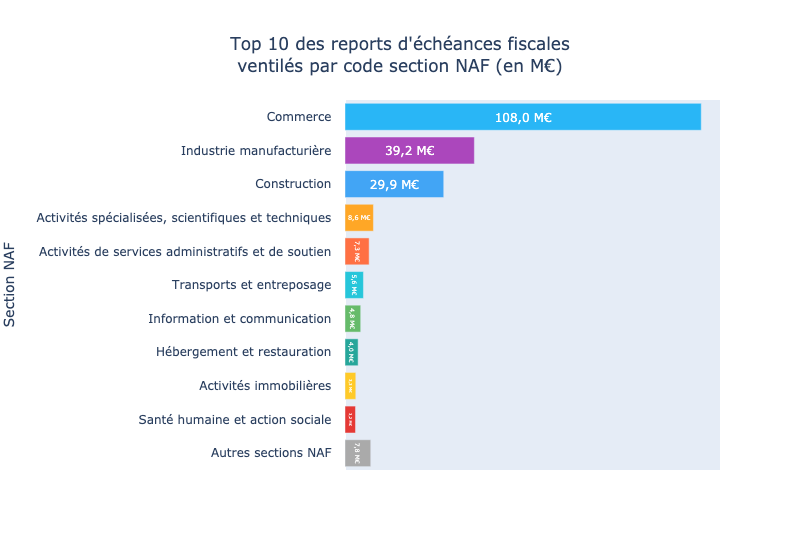 Top 10 des reports d'échéances fiscales
ventilés par code section NAF (en M€)
Section NAF
Commerce
108,0 M€
Industrie manufacturière
39,2 M€
Construction
29,9 M€
Activités spécialisées, scientifiques et techniques
8,6 M€
Activités de services administratifs et de soutien
7,3 M€
Transports et entreposage
5,6 M€
Information et communication
4,8 M€
Hébergement et restauration
4,0 M€
Activités immobilières
Santé humaine et action sociale
Autres sections NAF
7,8 M€